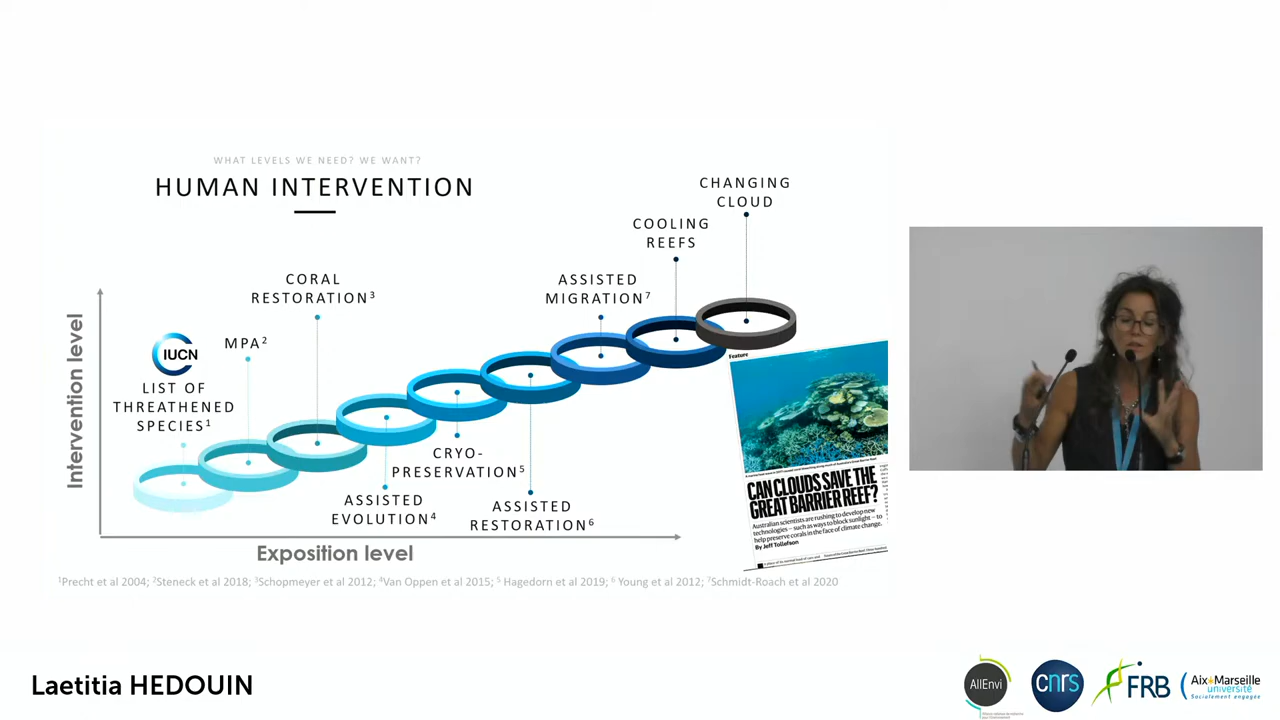 WHAT LEVELS WE NEED? WE WANT?
HUMAN INTERVENTION
CHANGING
CLOUD
COOLING
REEFS
ASSISTED
MIGRATION⁷
CORAL
RESTORATION³
MPA²
IUCN
LIST OF
THREATHENED
SPECIES¹
CRYO-
PRESERVATION⁵
ASSISTED
EVOLUTION⁴
ASSISTED
RESTORATION⁶
Intervention level
Exposition level
Feature
CAN CLOUDS SAVE THE
GREAT BARRIER REEF?
Australian scientists are rushing to develop new
technologies — such as ways to block sunlight — to
help preserve corals in the face of climate change.
By Jeff Tollefson
¹Precht et al 2004; ²Steneck et al 2018; ³Schopmeyer et al 2012; ⁴Van Oppen et al 2015; ⁵ Hagedorn et al 2019; ⁶ Young et al 2012; ⁷Schmidt-Roach et al 2020
Laetitia HEDOUIN
AllEnvi
cnrs
FRB
Aix Marseille
université
Socialement engagée